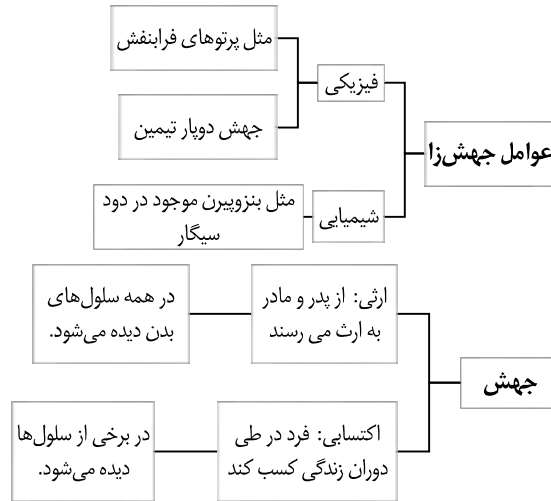 عوامل جهش‌زا
فیزیکی
مثل پرتوهای فرابنفش
جهش دوپار تیمین
شیمیایی
مثل بنزوپیرن موجود در دود
سیگار
جهش
ارثی: از پدر و مادر
به ارث می رسند
در همه سلول‌های
بدن دیده می‌شود.
اکتسابی: فرد در طی
دوران زندگی کسب کند
در برخی از سلول‌ها
دیده می‌شود.